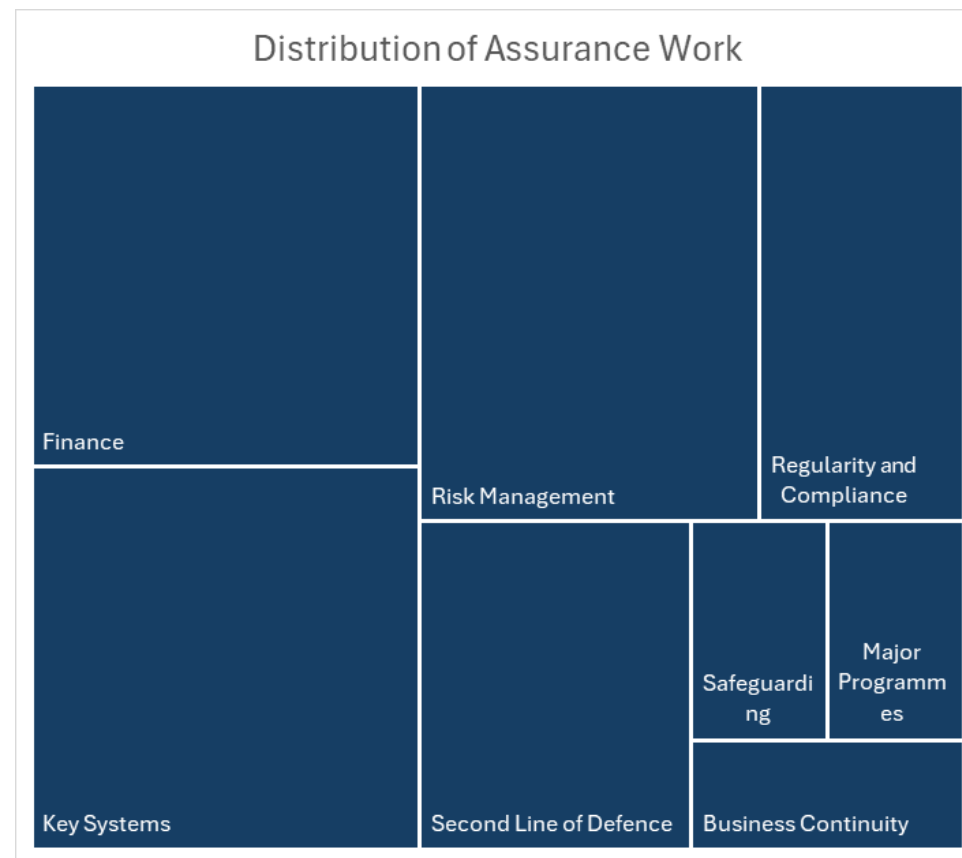 Distribution of Assurance Work
Finance
Risk Management
Regularity and
Compliance
Key Systems
Second Line of Defence
Safeguardi
ng
Major
Programm
es
Business Continuity